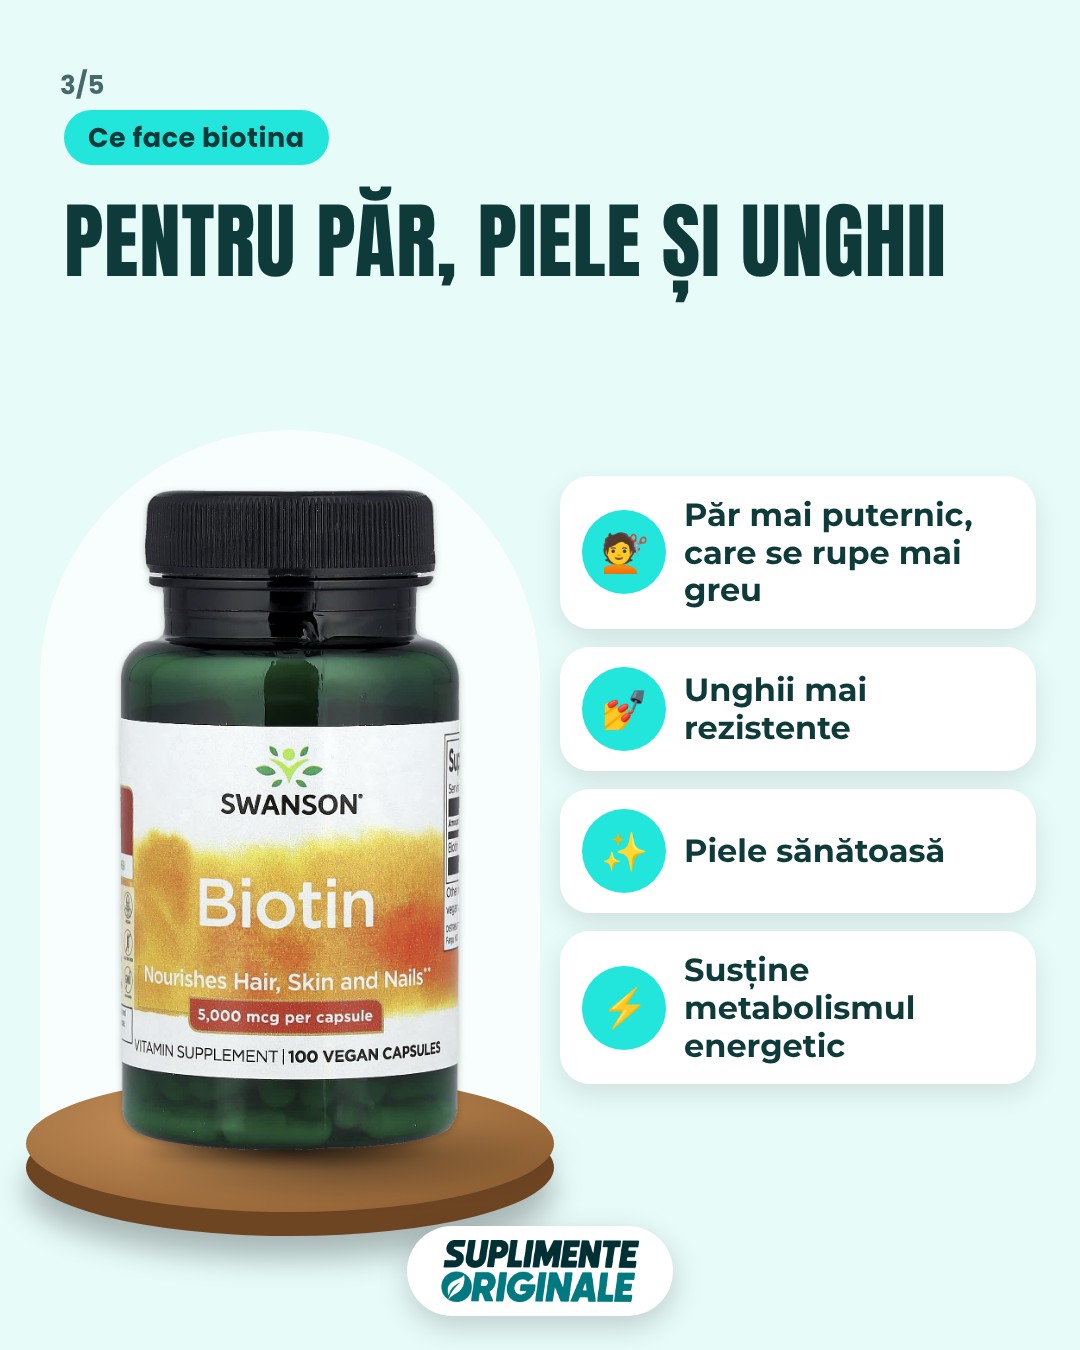 3/5
Ce face biotina
PENTRU PĂR, PIELE ȘI UNGHII
Păr mai puternic,
care se rupe mai
greu
Unghii mai
rezistente
Piele sănătoasă
Susține
metabolismul
energetic
SWANSON
Biotin
Nourishes Hair, Skin and Nails**
5,000 mcg per capsule
VITAMIN SUPPLEMENT | 100 VEGAN CAPSULES
SUPLIMENTE
ORIGINALE